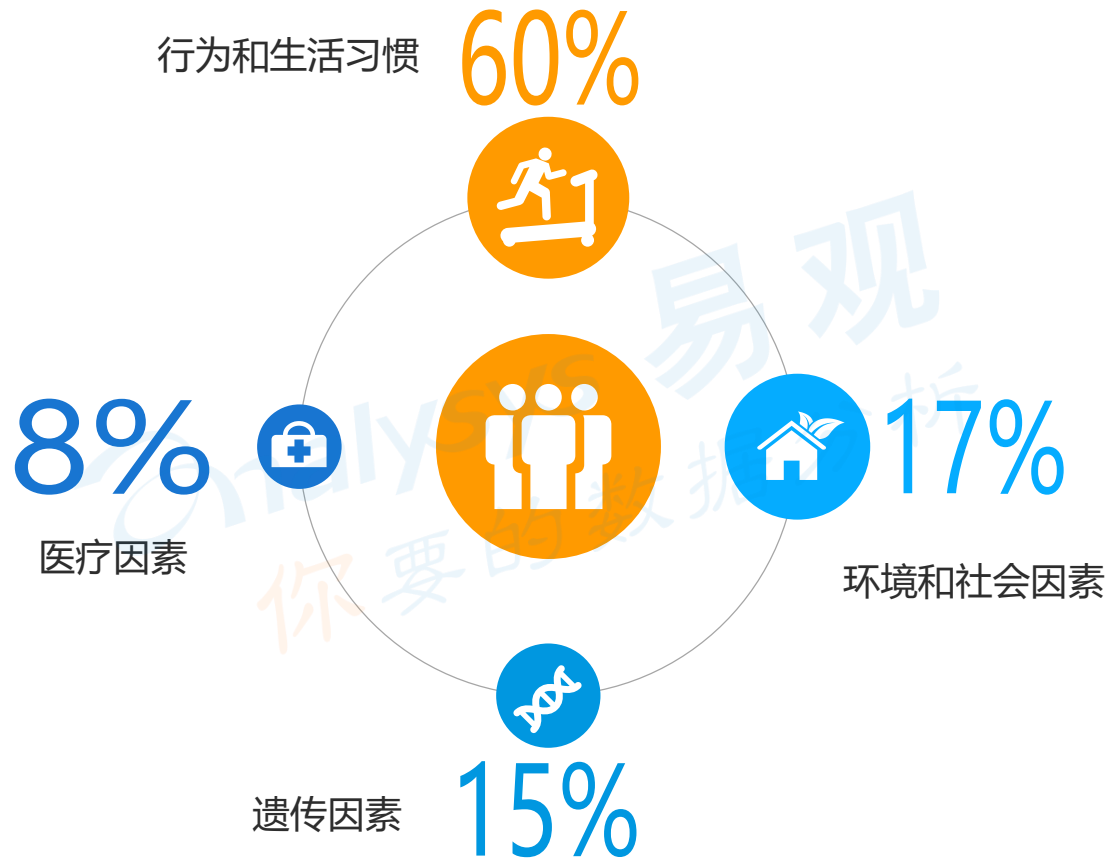 行为和生活习惯
60%
8%
医疗因素
17%
环境和社会因素
遗传因素
15%
analysys 易观
你要的数据分析